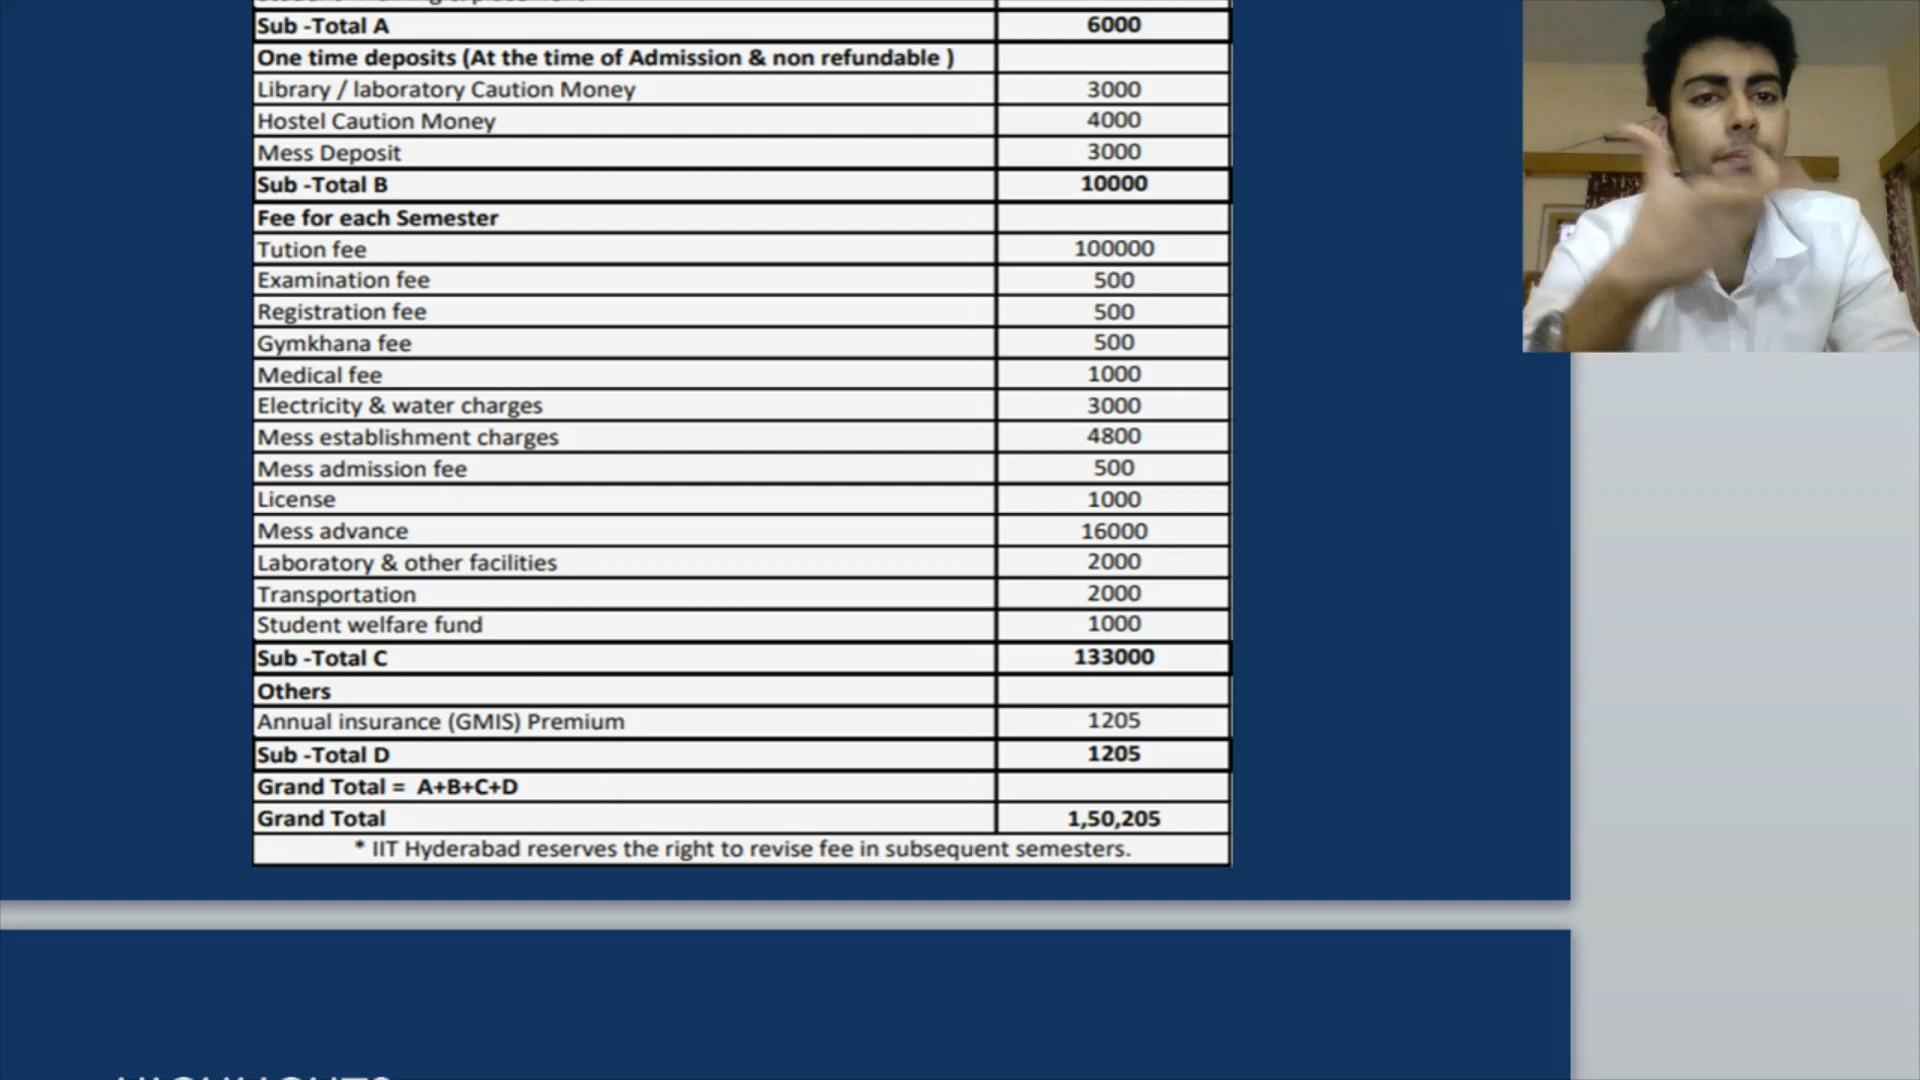 Sub -Total A 6000
One time deposits (At the time of Admission & non refundable )
Library / laboratory Caution Money 3000
Hostel Caution Money 4000
Mess Deposit 3000
Sub -Total B 10000
Fee for each Semester
Tution fee 100000
Examination fee 500
Registration fee 500
Gymkhana fee 500
Medical fee 1000
Electricity & water charges 3000
Mess establishment charges 4800
Mess admission fee 500
License 1000
Mess advance 16000
Laboratory & other facilities 2000
Transportation 2000
Student welfare fund 1000
Sub -Total C 133000
Others
Annual insurance (GMIS) Premium 1205
Sub -Total D 1205
Grand Total = A+B+C+D
Grand Total 1,50,205
* IIT Hyderabad reserves the right to revise fee in subsequent semesters.